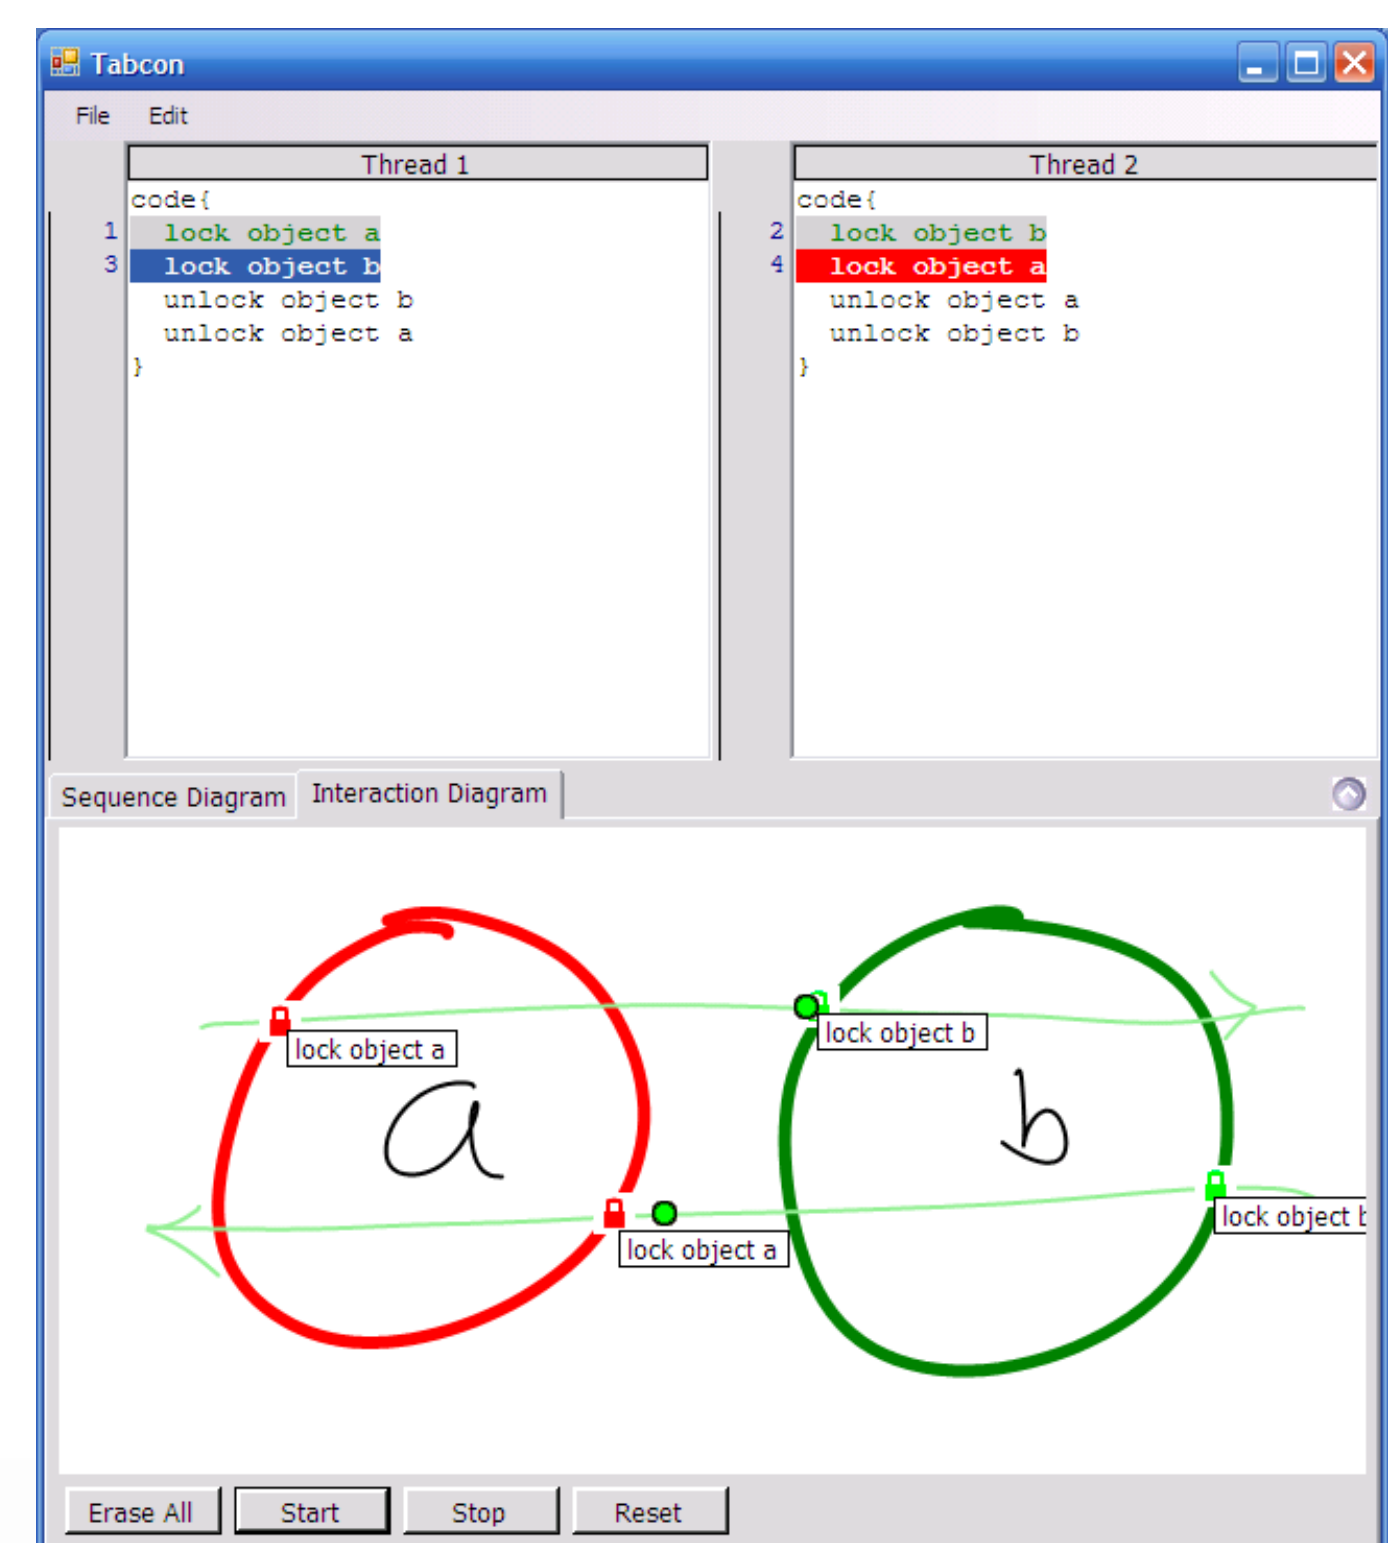 Tabcon
File Edit
Thread 1
code{
1 lock object a
3 lock object b
unlock object b
unlock object a
}
Thread 2
code{
2 lock object b
4 lock object a
unlock object a
unlock object b
}
Sequence Diagram Interaction Diagram
lock object a
lock object b
a
b
lock object a
lock object b
Erase All Start Stop Reset